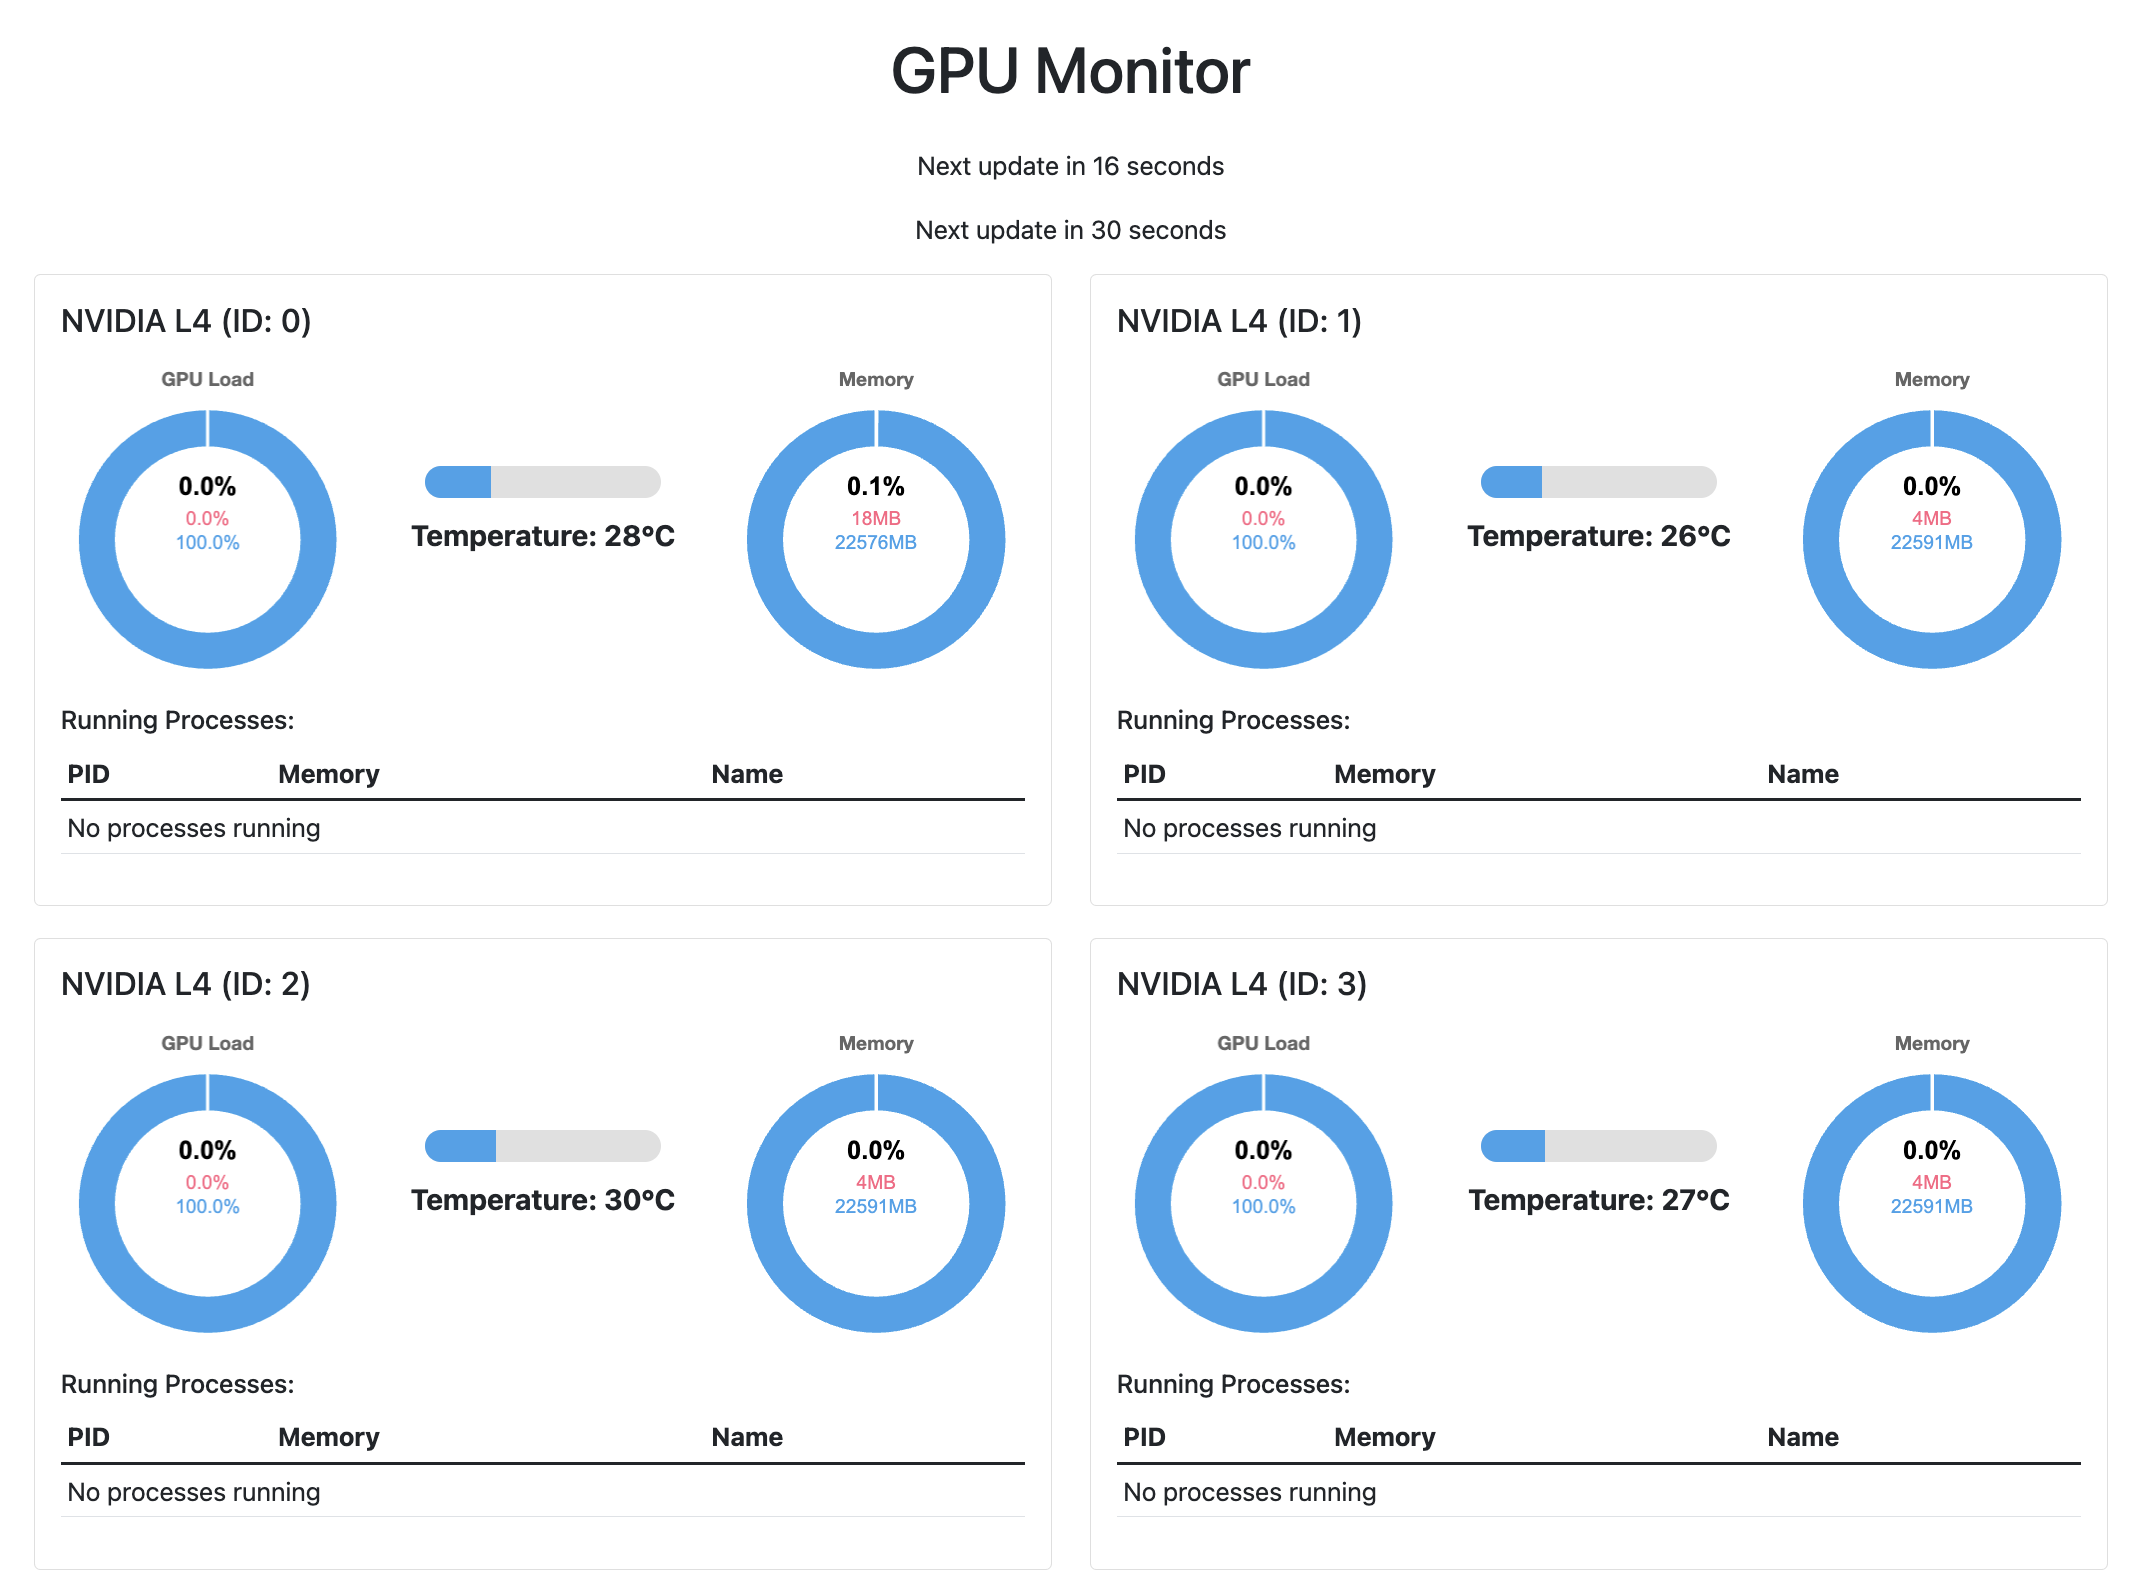 GPU Monitor
Next update in 16 seconds
Next update in 30 seconds
NVIDIA L4 (ID: 0)
GPU Load
0.0%
0.0%
100.0%
Temperature: 28°C
Memory
0.1%
18MB
22576MB
Running Processes:
PID Memory Name
No processes running
NVIDIA L4 (ID: 1)
GPU Load
0.0%
0.0%
100.0%
Temperature: 26°C
Memory
0.0%
4MB
22591MB
Running Processes:
PID Memory Name
No processes running
NVIDIA L4 (ID: 2)
GPU Load
0.0%
0.0%
100.0%
Temperature: 30°C
Memory
0.0%
4MB
22591MB
Running Processes:
PID Memory Name
No processes running
NVIDIA L4 (ID: 3)
GPU Load
0.0%
0.0%
100.0%
Temperature: 27°C
Memory
0.0%
4MB
22591MB
Running Processes:
PID Memory Name
No processes running